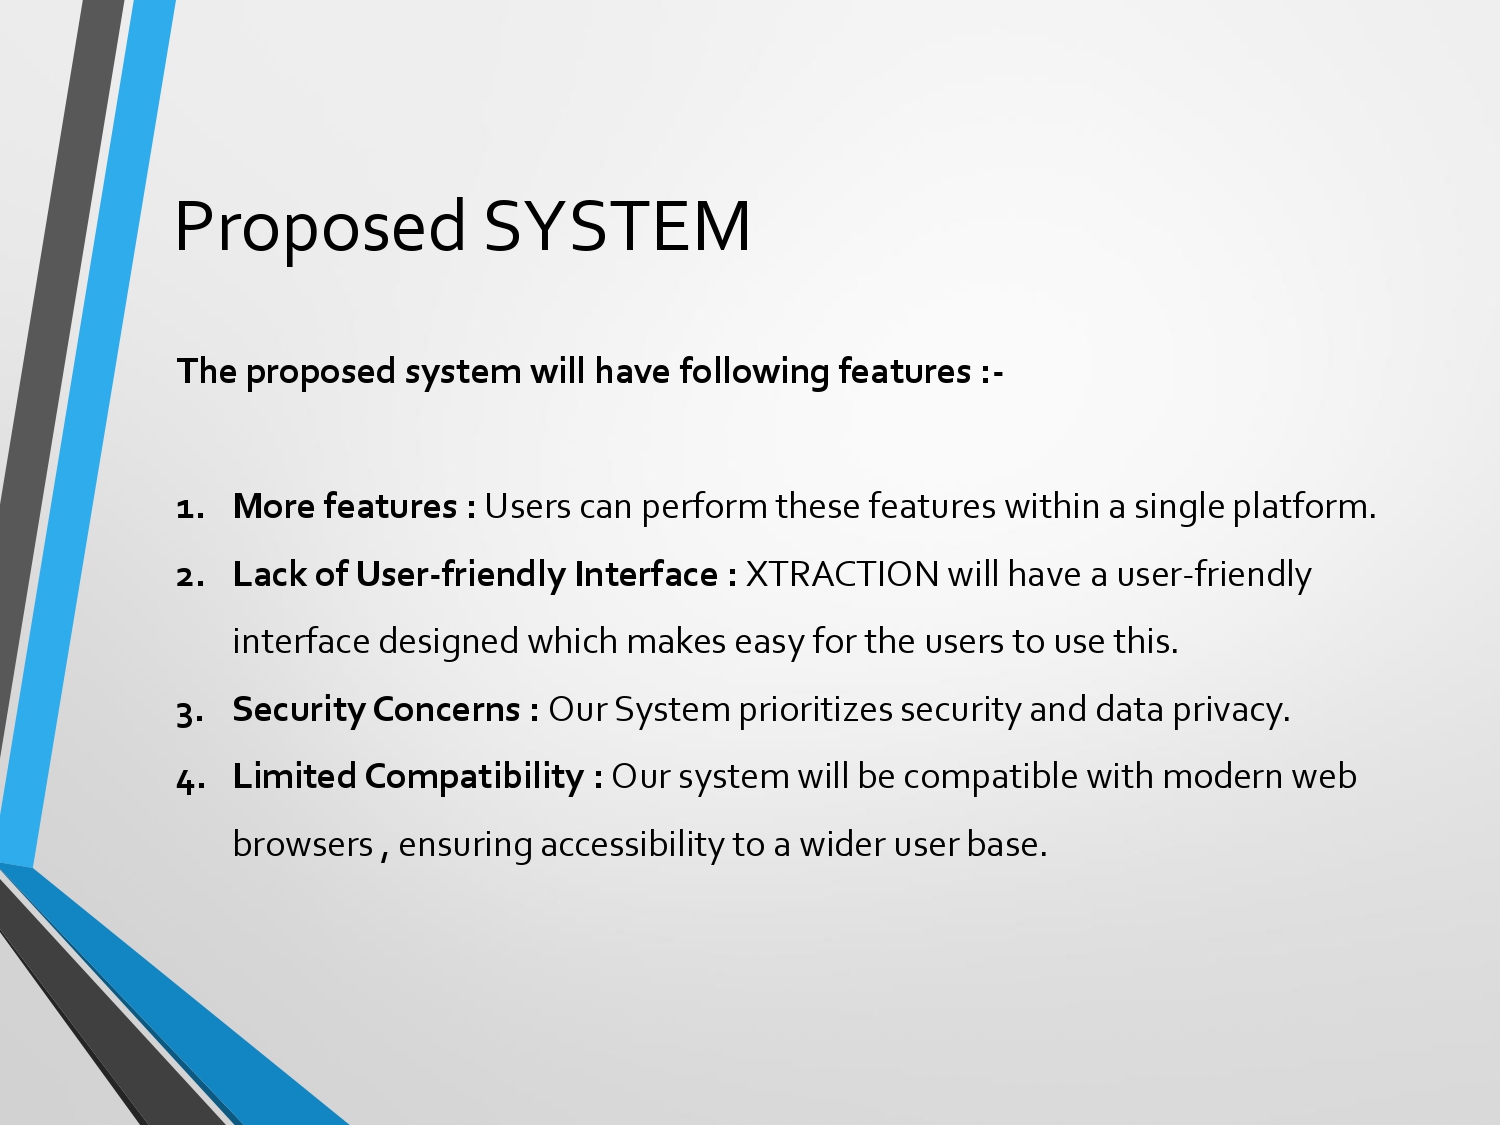 Proposed SYSTEM
The proposed system will have following features :-
1. More features : Users can perform these features within a single platform.
2. Lack of User-friendly Interface : XTRACTION will have a user-friendly
interface designed which makes easy for the users to use this.
3. Security Concerns : Our System prioritizes security and data privacy.
4. Limited Compatibility : Our system will be compatible with modern web
browsers , ensuring accessibility to a wider user base.